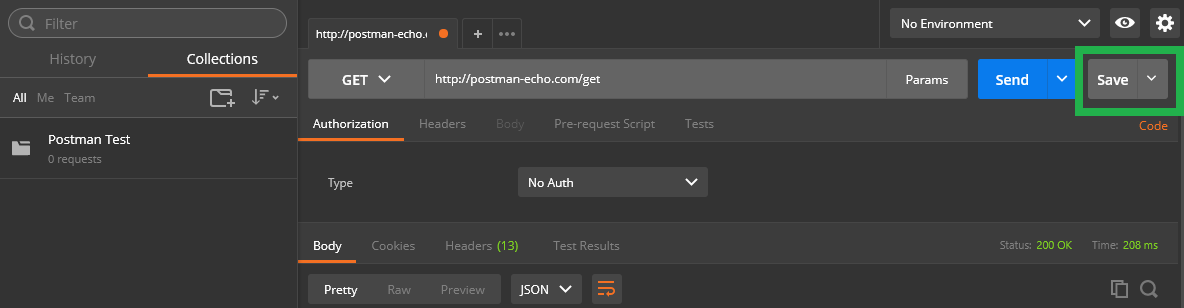 Filter
History Collections
All Me Team
Postman Test
0 requests
http://postman-echo.c + •••
No Environment
GET http://postman-echo.com/get Params Send Save
Authorization Headers Body Pre-request Script Tests Code
Type No Auth
Body Cookies Headers (13) Test Results Status: 200 OK Time: 208 ms
Pretty Raw Preview JSON